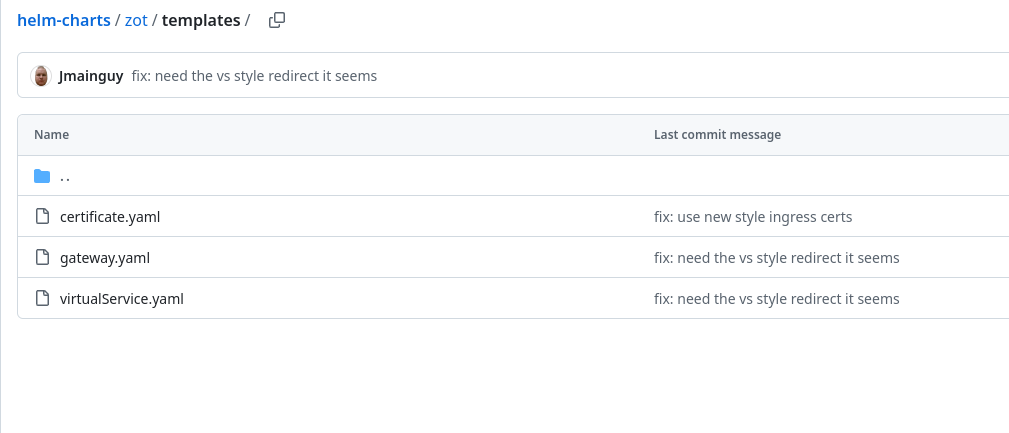 helm-charts / zot / templates /
Jmainguy fix: need the vs style redirect it seems
Name Last commit message
..
certificate.yaml fix: use new style ingress certs
gateway.yaml fix: need the vs style redirect it seems
virtualService.yaml fix: need the vs style redirect it seems